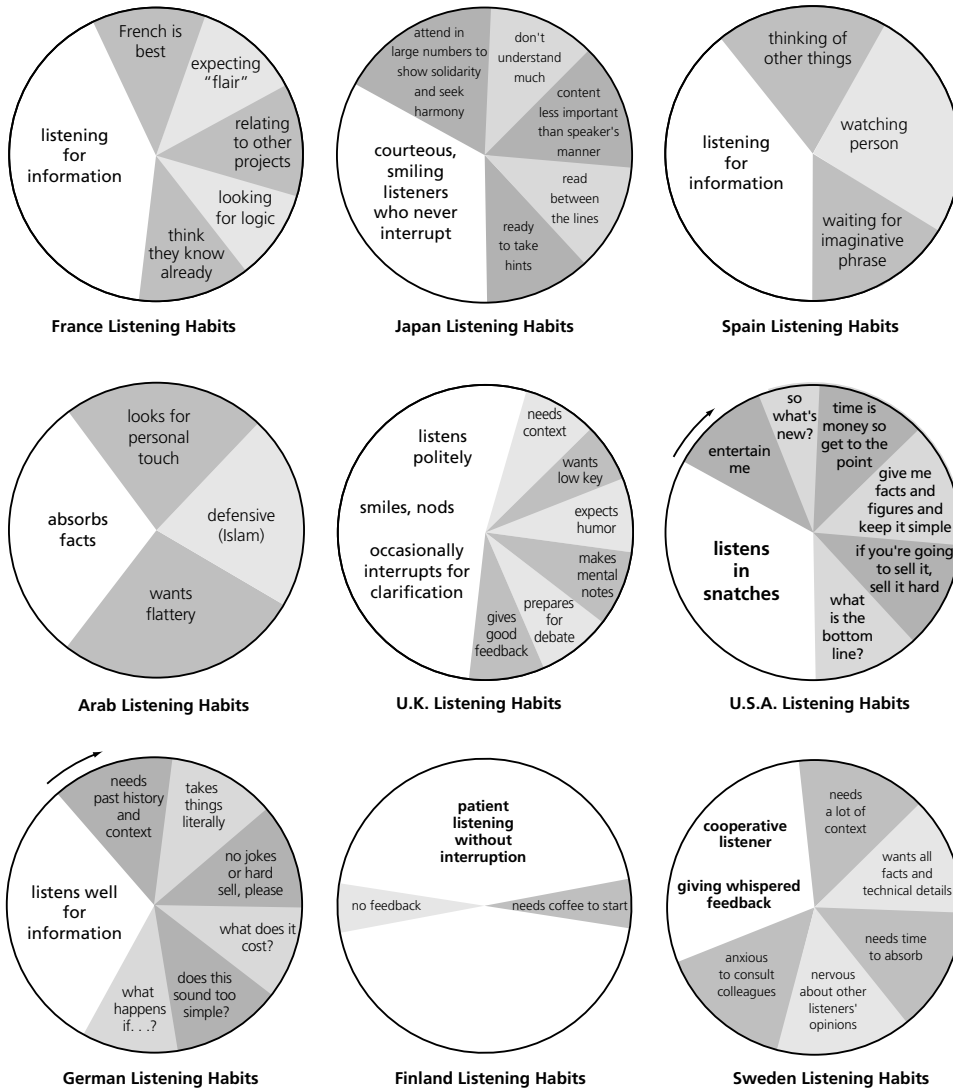 French is
best
expecting
“flair”
relating
to other
projects
looking
for logic
think
they know
already
listening
for
information
France Listening Habits
attend in
large numbers to
show solidarity
and seek
harmony
don't
understand
much
content
less important
than speaker's
manner
read
between
the lines
ready
to take
hints
courteous,
smiling
listeners
who never
interrupt
Japan Listening Habits
thinking of
other things
watching
person
waiting for
imaginative
phrase
listening
for
information
Spain Listening Habits
looks for
personal
touch
defensive
(Islam)
wants
flattery
absorbs
facts
Arab Listening Habits
listens
politely
smiles, nods
occasionally
interrupts for
clarification
needs
context
wants
low key
expects
humor
makes
mental
notes
prepares
for
debate
gives
good
feedback
U.K. Listening Habits
entertain
me
so
what's
new?
time is
money so
get to the
point
give me
facts and
figures and
keep it simple
if you're going
to sell it,
sell it hard
what
is the
bottom
line?
listens
in
snatches
U.S.A. Listening Habits
needs
past history
and
context
takes
things
literally
no jokes
or hard
sell, please
what does it
cost?
does this
sound too
simple?
what
happens
if. . .?
listens well
for
information
German Listening Habits
patient
listening
without
interruption
no feedback
needs coffee to start
Finland Listening Habits
cooperative
listener
giving whispered
feedback
needs
a lot of
context
wants all
facts and
technical details
needs time
to absorb
nervous
about other
listeners'
opinions
anxious
to consult
colleagues
Sweden Listening Habits